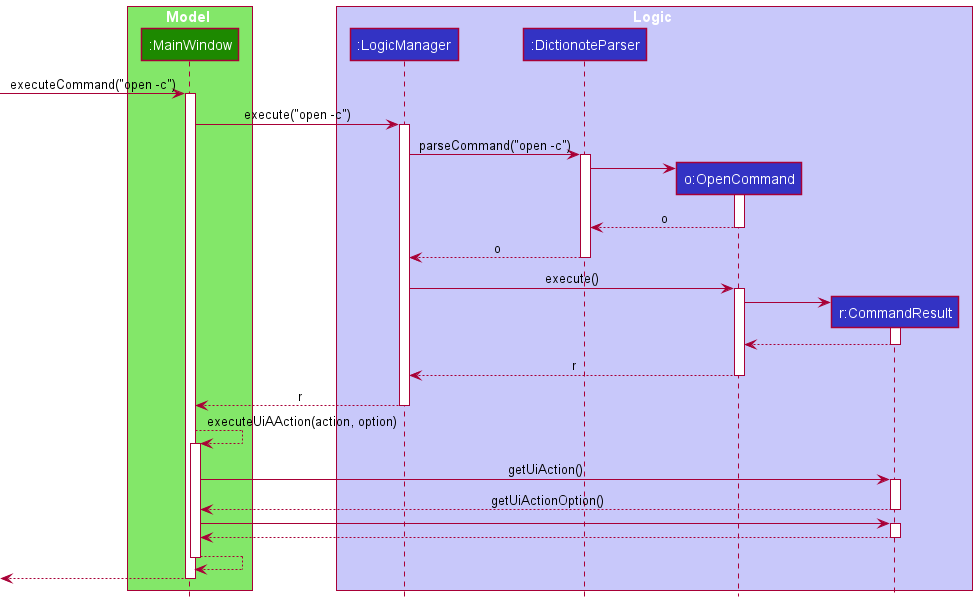 Model
Logic
:MainWindow
:LogicManager
:DictionoteParser
executeCommand("open -c")
execute("open -c")
parseCommand("open -c")
o:OpenCommand
o
o
execute()
r:CommandResult
r
r
executeUiAAction(action, option)
getUiAction()
getUiActionOption()